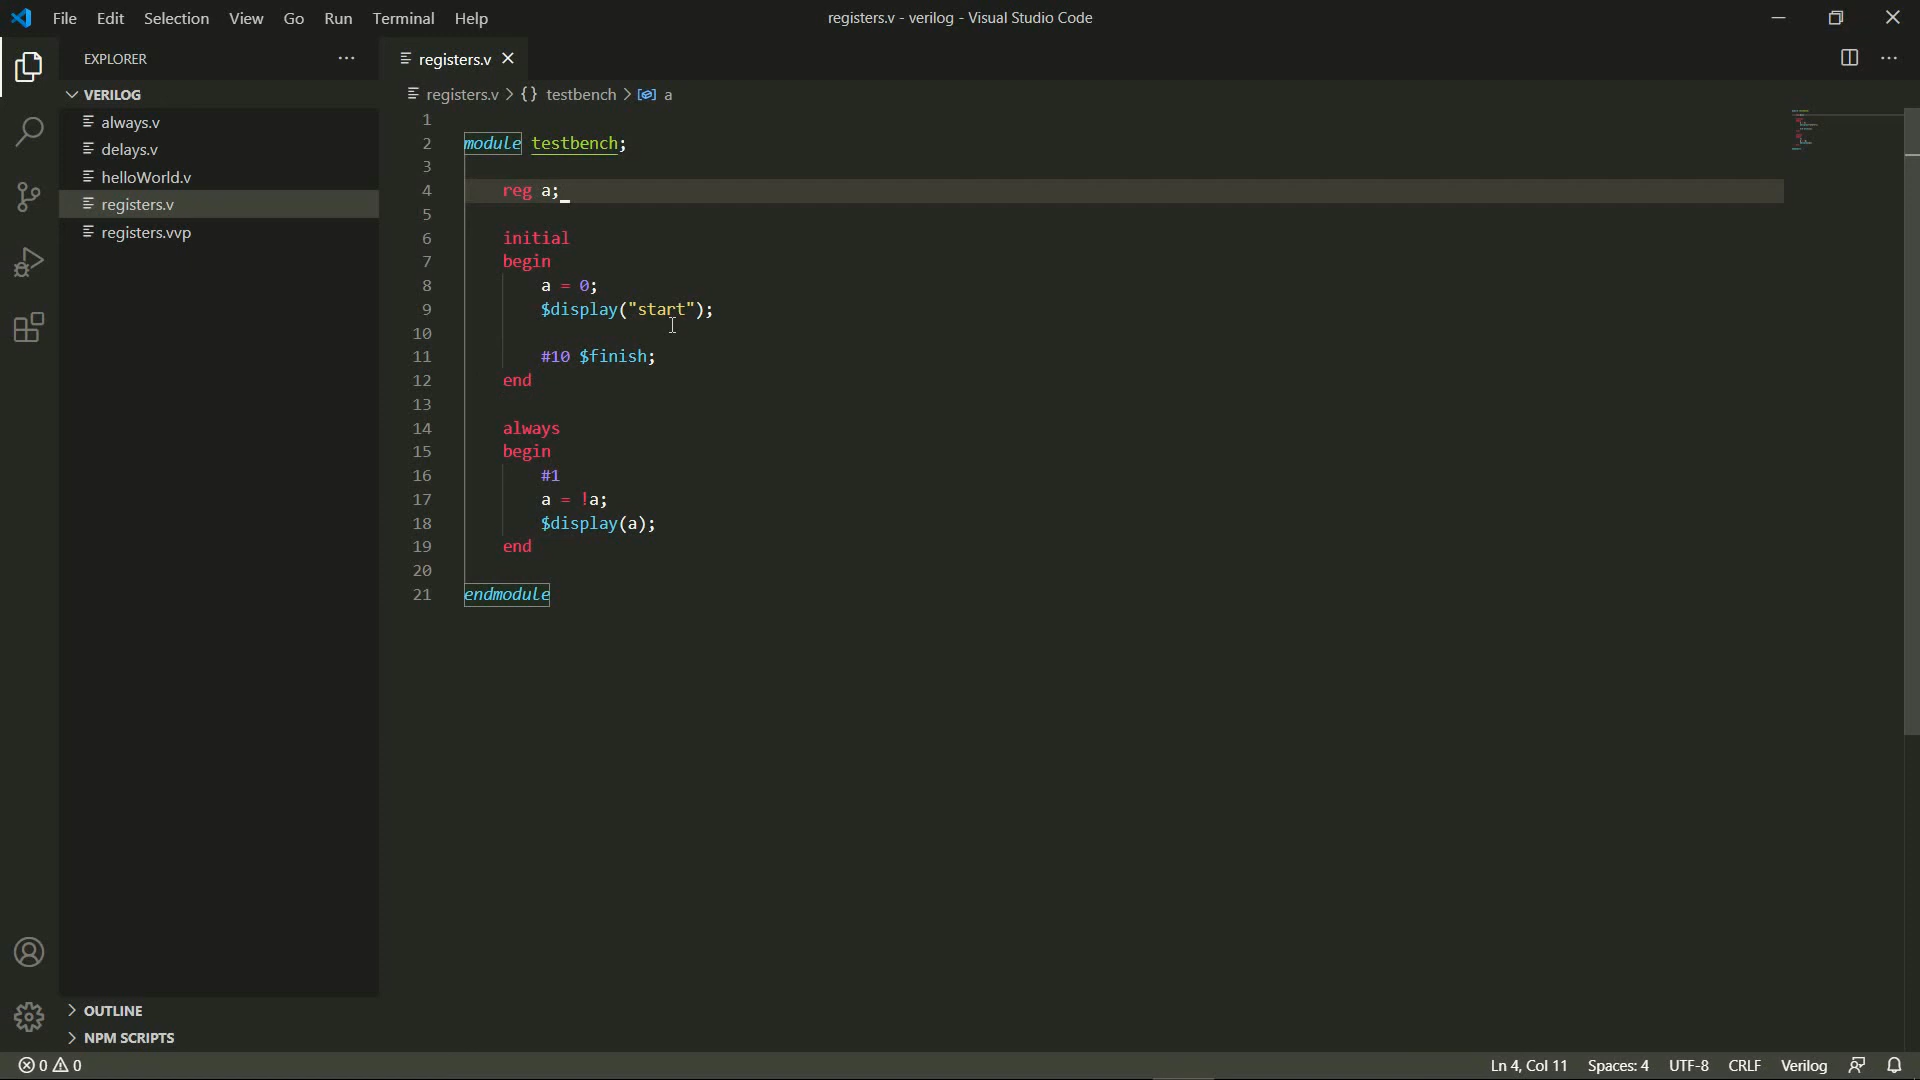 File Edit Selection View Go Run Terminal Help
registers.v - verilog - Visual Studio Code
EXPLORER
VERILOG
always.v
delays.v
helloWorld.v
registers.v
registers.vvp
OUTLINE
NPM SCRIPTS
registers.v
registers.v > {} testbench > a
1
2 module testbench;
3
4 reg a;
5
6 initial
7 begin
8 a = 0;
9 $display("start");
10
11 #10 $finish;
12 end
13
14 always
15 begin
16 #1
17 a = !a;
18 $display(a);
19 end
20
21 endmodule
0 0
Ln 4, Col 11 Spaces: 4 UTF-8 CRLF Verilog